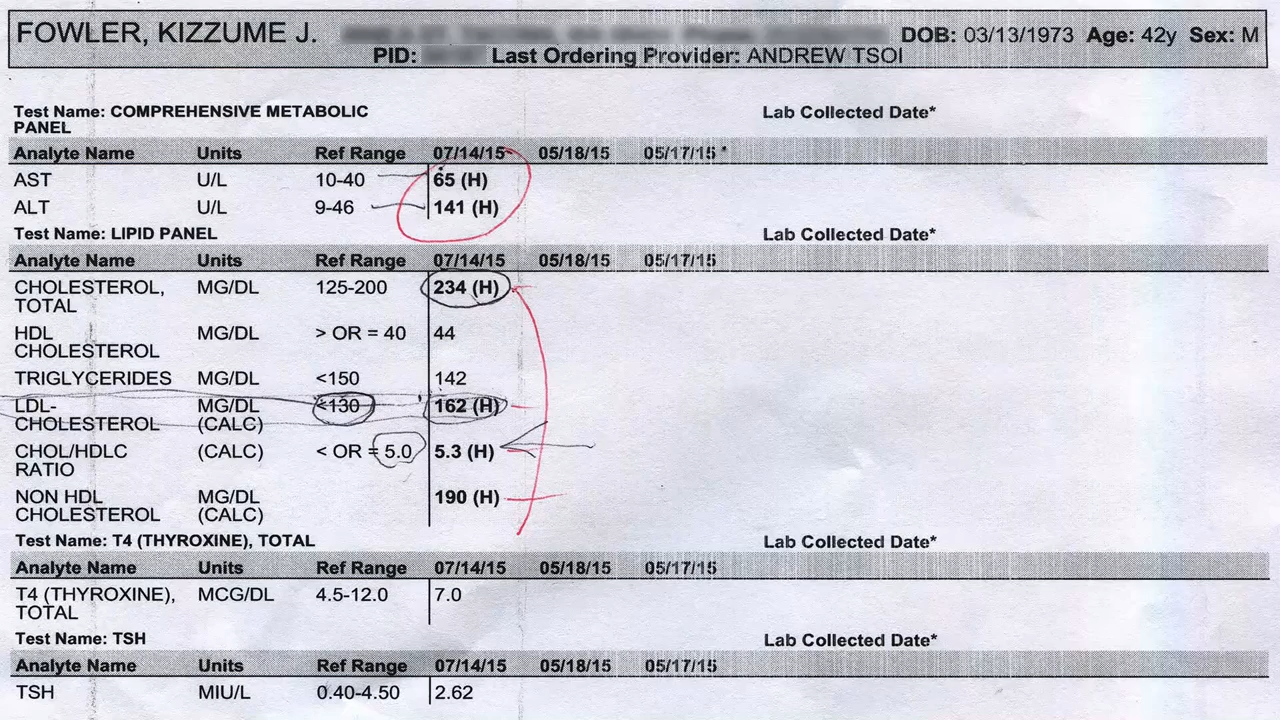 FOWLER, KIZZUME J. DOB: 03/13/1973 Age: 42y Sex: M
PID: Last Ordering Provider: ANDREW TSOI
Test Name: COMPREHENSIVE METABOLIC Lab Collected Date*
PANEL
Analyte Name Units Ref Range 07/14/15 05/18/15 05/17/15 *
AST U/L 10-40 65 (H)
ALT U/L 9-46 141 (H)
Test Name: LIPID PANEL Lab Collected Date*
Analyte Name Units Ref Range 07/14/15 05/18/15 05/17/15
CHOLESTEROL, MG/DL 125-200 234 (H)
TOTAL
HDL MG/DL > OR = 40 44
CHOLESTEROL
TRIGLYCERIDES MG/DL <150 142
LDL- MG/DL <130 162 (H)
CHOLESTEROL (CALC)
CHOL/HDLC (CALC) < OR = 5.0 5.3 (H)
RATIO
NON HDL MG/DL 190 (H)
CHOLESTEROL (CALC)
Test Name: T4 (THYROXINE), TOTAL Lab Collected Date*
Analyte Name Units Ref Range 07/14/15 05/18/15 05/17/15
T4 (THYROXINE), MCG/DL 4.5-12.0 7.0
TOTAL
Test Name: TSH Lab Collected Date*
Analyte Name Units Ref Range 07/14/15 05/18/15 05/17/15
TSH MIU/L 0.40-4.50 2.62